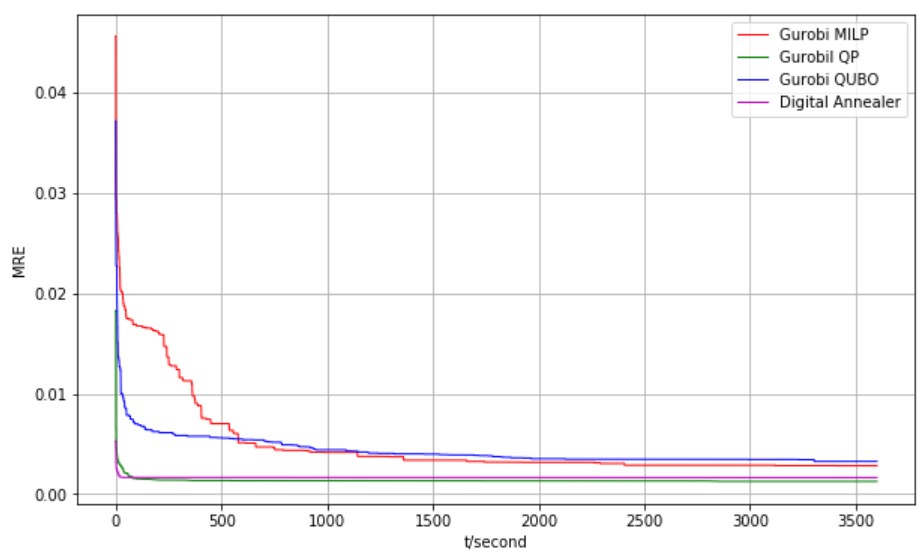 Gurobi MILP
Gurobil QP
Gurobi QUBO
Digital Annealer
0.04
0.03
0.02
0.01
0.00
MRE
0 500 1000 1500 2000 2500 3000 3500
t/second